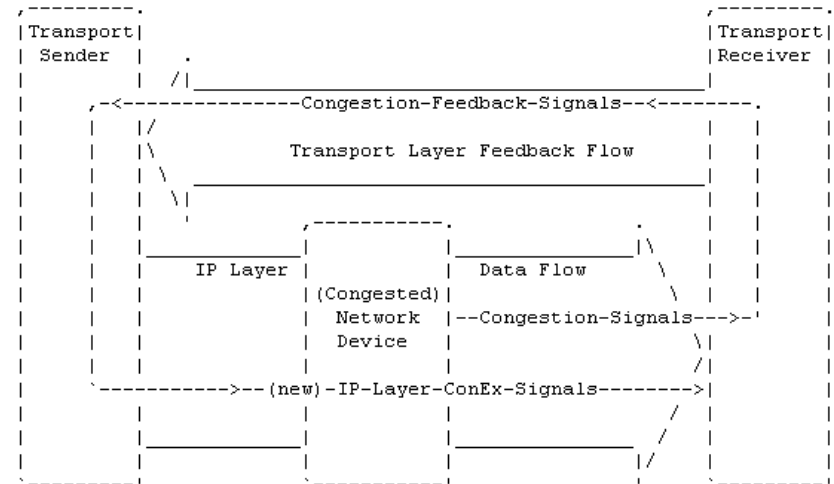 Transport Transport
Sender Receiver
Congestion-Feedback-Signals
Transport Layer Feedback Flow
IP Layer Data Flow
(Congested)
Network Congestion-Signals
Device
(new)-IP-Layer-ConEx-Signals